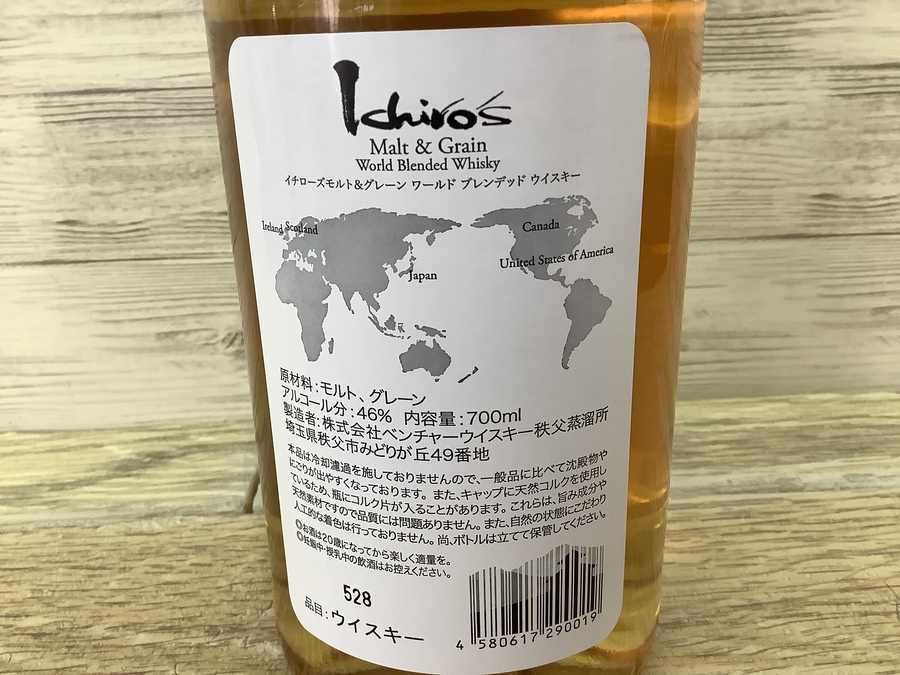 Ichiro's
Malt & Grain
World Blended Whisky
イチローズモルト&グレーン ワールド ブレンデッド ウイスキー
Ireland Scotland
Canada
United States of America
Japan
原材料：モルト、グレーン
アルコール分：46% 内容量：700ml
製造者：株式会社ベンチャーウイスキー秩父蒸溜所
埼玉県秩父市みどりが丘49番地
本品は冷却濾過を施しておりませんので、一般品に比べて沈殿物や
にごりが出やすくなっております。また、キャップに天然コルクを使用し
ているため、瓶にコルク片が入ることがあります。これらは、旨み成分や
天然素材ですので品質には問題ありません。また、自然の状態にこだわり
人工的な着色は行っておりません。尚、ボトルは立てて保管してください。
◎お酒は20歳になってから楽しく適量を。
◎妊娠中・授乳中の飲酒はお控えください。
528
品目：ウイスキー
4 580617 290019